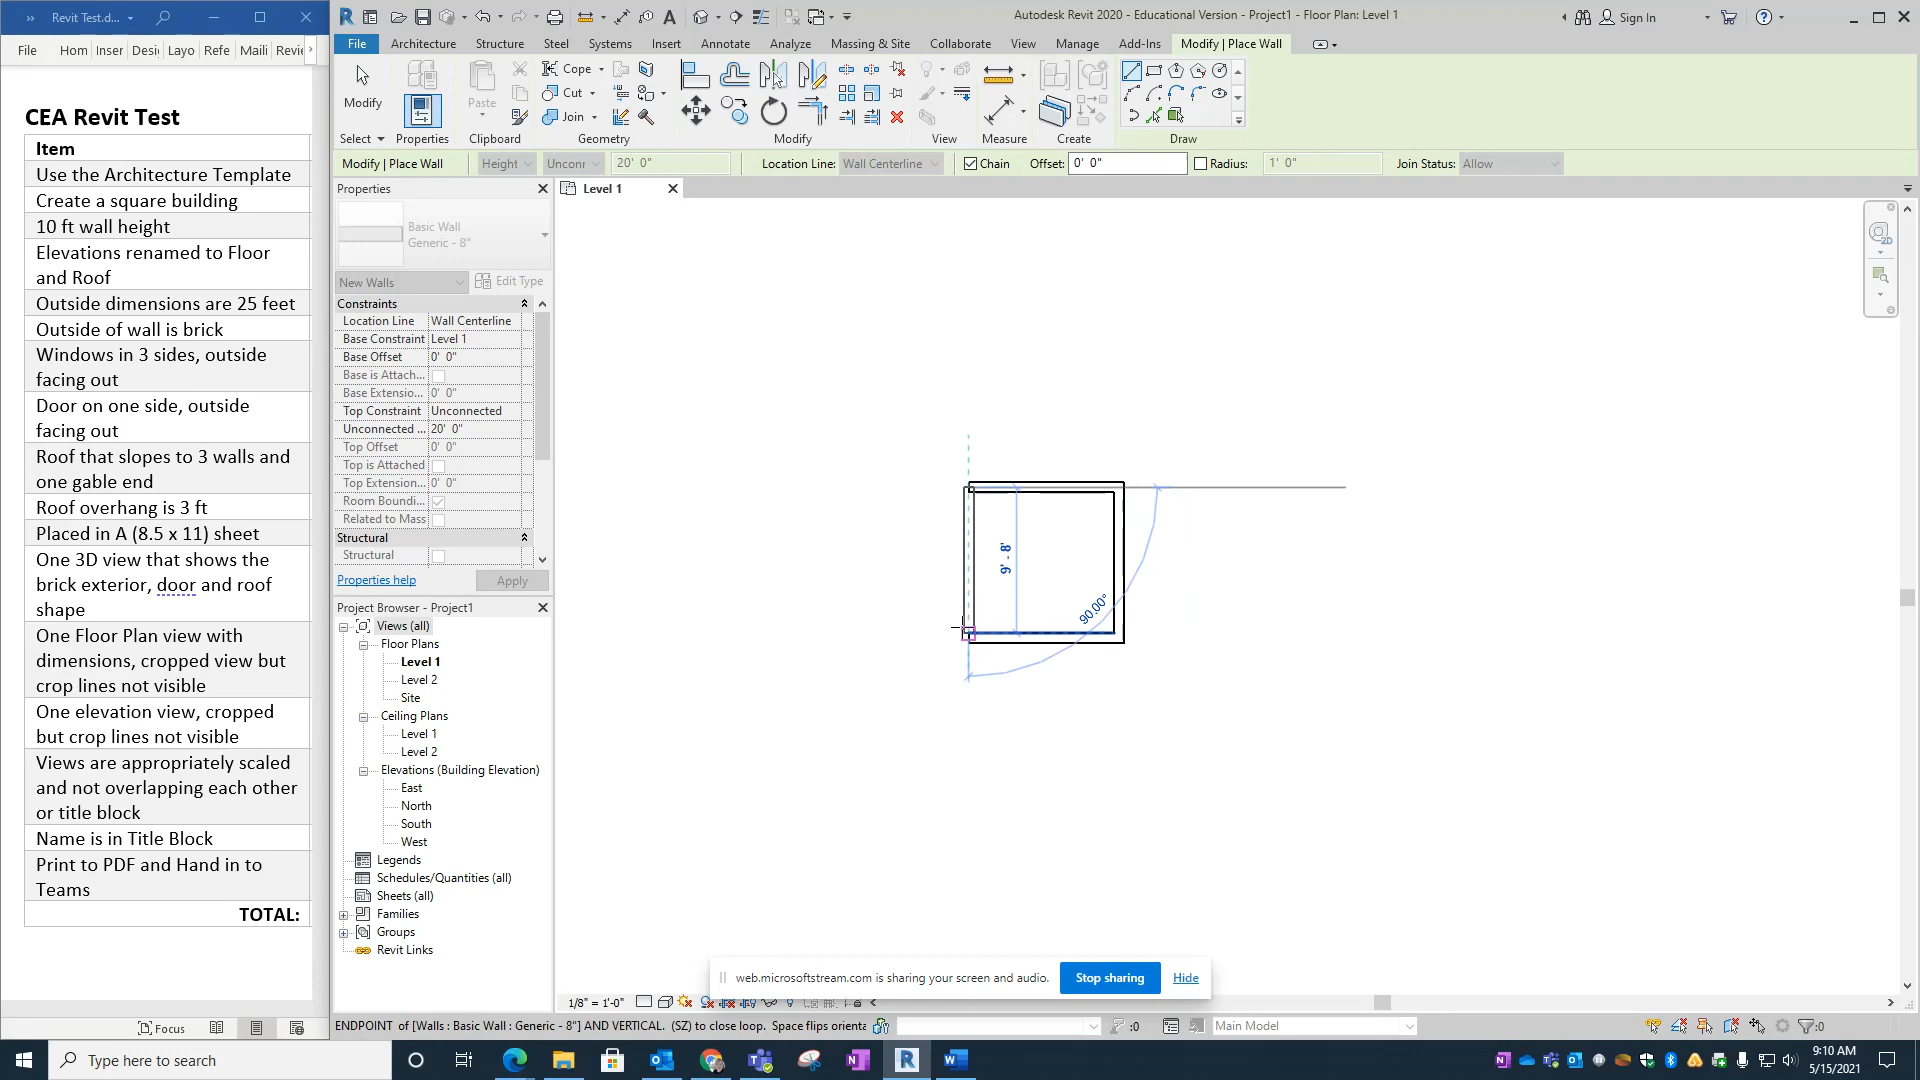 Revit Test.d...
File Hom Inser Desi Layo Refe Maili Revie
CEA Revit Test
Item
Use the Architecture Template
Create a square building
10 ft wall height
Elevations renamed to Floor
and Roof
Outside dimensions are 25 feet
Outside of wall is brick
Windows in 3 sides, outside
facing out
Door on one side, outside
facing out
Roof that slopes to 3 walls and
one gable end
Roof overhang is 3 ft
Placed in A (8.5 x 11) sheet
One 3D view that shows the
brick exterior, door and roof
shape
One Floor Plan view with
dimensions, cropped view but
crop lines not visible
One elevation view, cropped
but crop lines not visible
Views are appropriately scaled
and not overlapping each other
or title block
Name is in Title Block
Print to PDF and Hand in to
Teams
TOTAL:
Focus
Autodesk Revit 2020 - Educational Version - Project1 - Floor Plan: Level 1
Sign In
File Architecture Structure Steel Systems Insert Annotate Analyze Massing & Site Collaborate View Manage Add-Ins Modify | Place Wall
Modify
Paste
Cope
Cut
Join
Select Properties Clipboard Geometry Modify View Measure Create Draw
Modify | Place Wall Height Unconr 20' 0" Location Line: Wall Centerline Chain Offset: 0' 0" Radius: 1' 0" Join Status: Allow
Properties
Basic Wall
Generic - 8"
New Walls Edit Type
Constraints
Location Line Wall Centerline
Base Constraint Level 1
Base Offset 0' 0"
Base is Attach...
Base Extensio... 0' 0"
Top Constraint Unconnected
Unconnected ... 20' 0"
Top Offset 0' 0"
Top is Attached
Top Extension... 0' 0"
Room Boundi...
Related to Mass
Structural
Structural
Properties help Apply
Project Browser - Project1
Views (all)
Floor Plans
Level 1
Level 2
Site
Ceiling Plans
Level 1
Level 2
Elevations (Building Elevation)
East
North
South
West
Legends
Schedules/Quantities (all)
Sheets (all)
Families
Groups
Revit Links
Level 1
2D
9' - 8'
90.00°
web.microsoftstream.com is sharing your screen and audio. Stop sharing Hide
1/8" = 1'-0"
ENDPOINT of [Walls : Basic Wall : Generic - 8"] AND VERTICAL. (SZ) to close loop. Space flips orienta
:0 Main Model :0
Type here to search
9:10 AM
5/15/2021